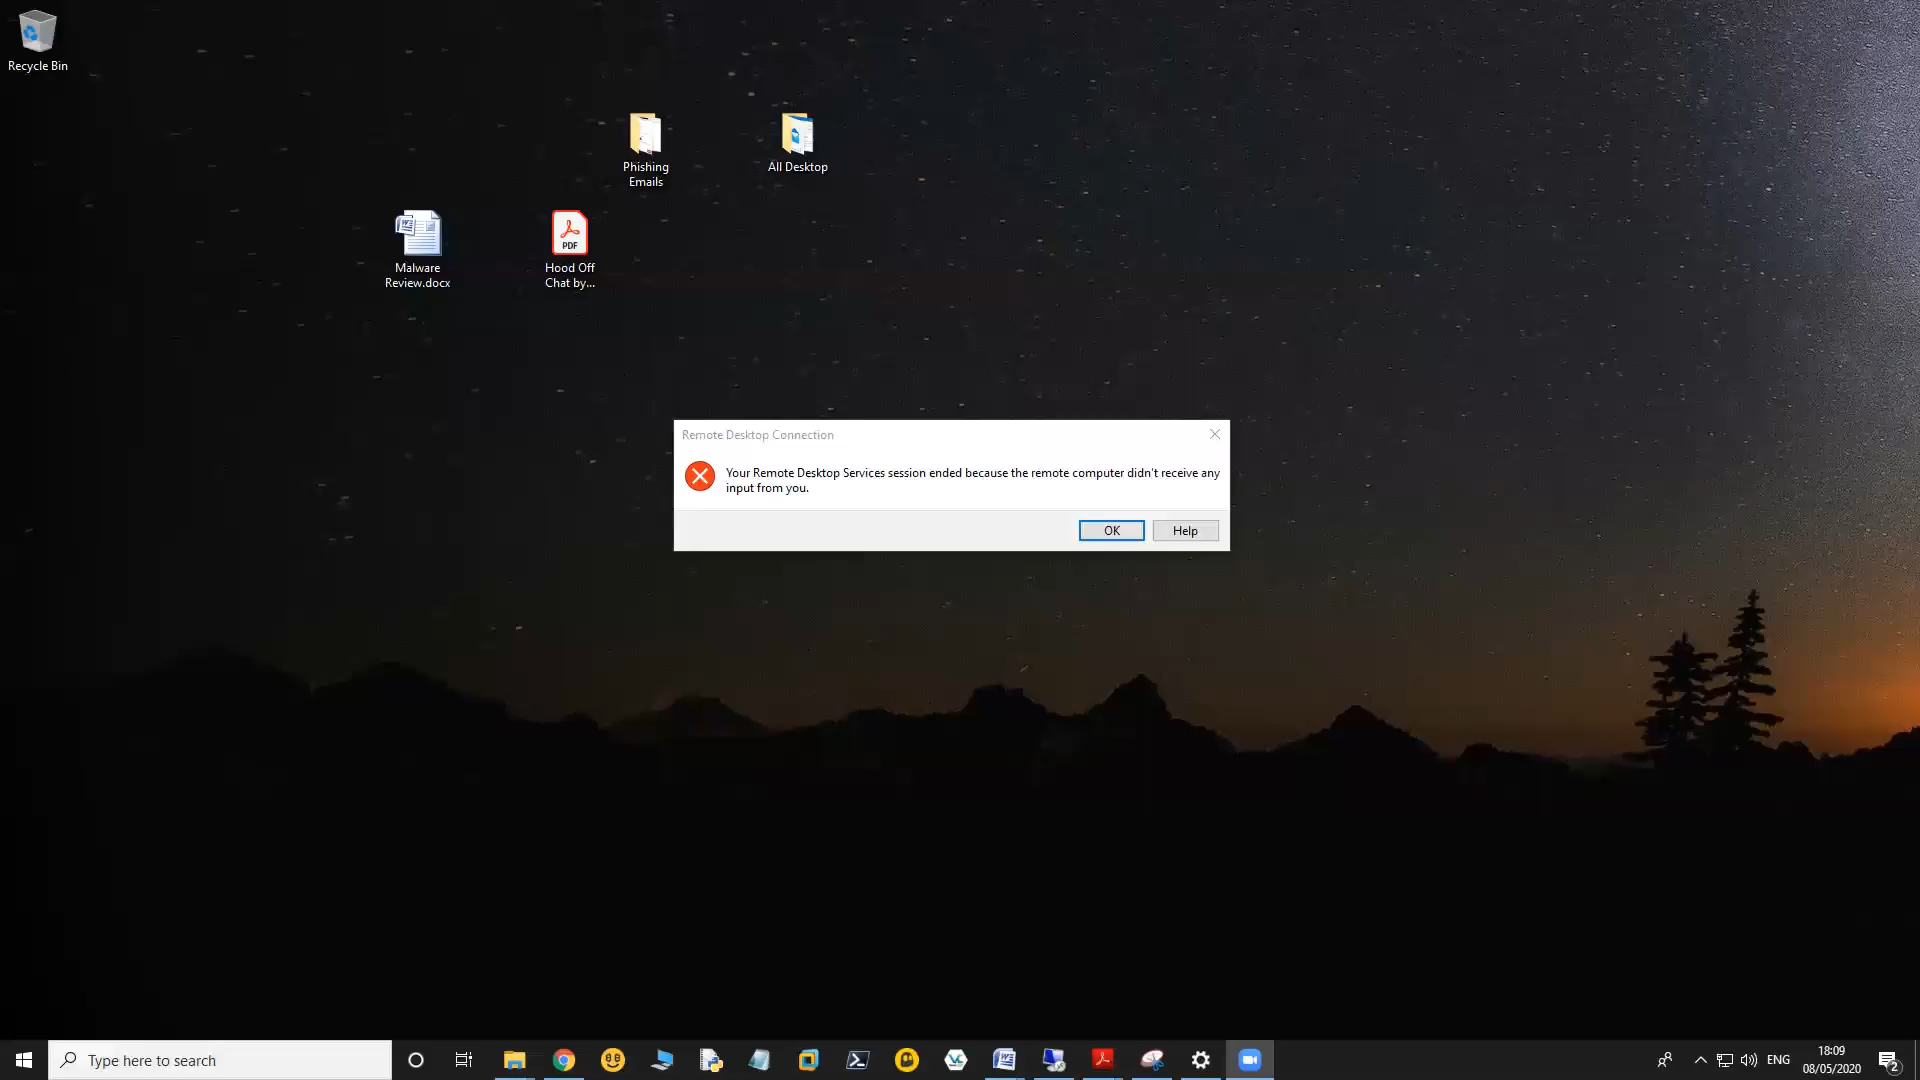 Recycle Bin
Phishing
Emails
All Desktop
Malware
Review.docx
PDF
Hood Off
Chat by...
Remote Desktop Connection
Your Remote Desktop Services session ended because the remote computer didn't receive any
input from you.
OK
Help
Type here to search
ENG
18:09
08/05/2020
2